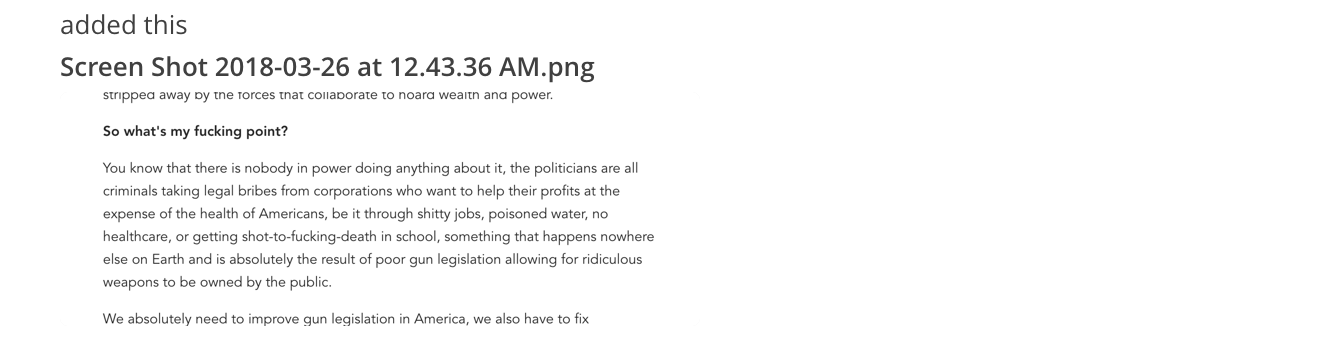 added this
Screen Shot 2018-03-26 at 12.43.36 AM.png
stripped away by the forces that collaborate to hoard wealth and power.
So what's my fucking point?
You know that there is nobody in power doing anything about it, the politicians are all
criminals taking legal bribes from corporations who want to help their profits at the
expense of the health of Americans, be it through shitty jobs, poisoned water, no
healthcare, or getting shot-to-fucking-death in school, something that happens nowhere
else on Earth and is absolutely the result of poor gun legislation allowing for ridiculous
weapons to be owned by the public.
We absolutely need to improve gun legislation in America, we also have to fix